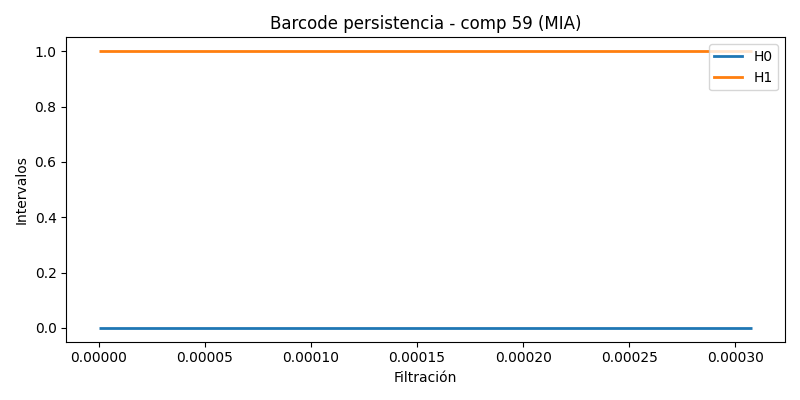 Barcode persistencia - comp 59 (MIA)
H0
H1
Intervalos
1.0
0.8
0.6
0.4
0.2
0.0
0.00000
0.00005
0.00010
0.00015
0.00020
0.00025
0.00030
Filtración